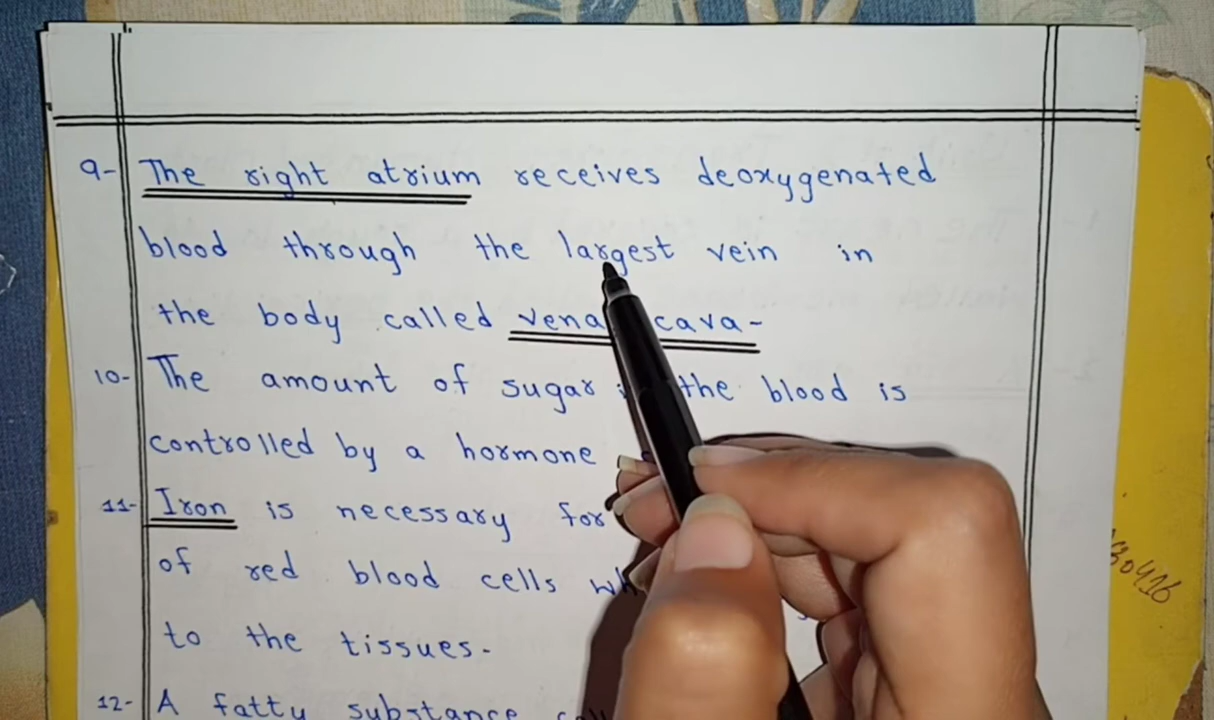 9- The right atrium receives deoxygenated
blood through the largest vein in
the body called vena cava-
10- The amount of sugar the blood is
controlled by a hormone
11- Iron is necessary for
of red blood cells
to the tissues.
12- A fatty substance